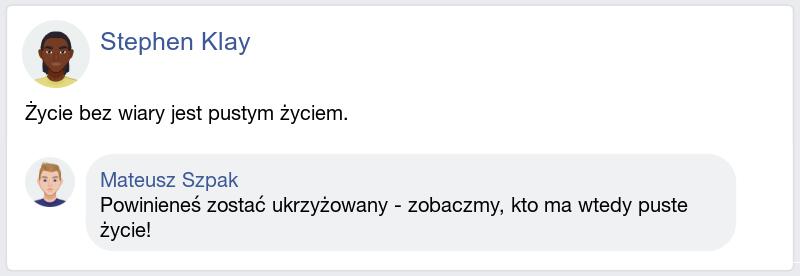 Stephen Klay
Życie bez wiary jest pustym życiem.
Mateusz Szpak
Powinieneś zostać ukrzyżowany - zobaczmy, kto ma wtedy puste
życie!